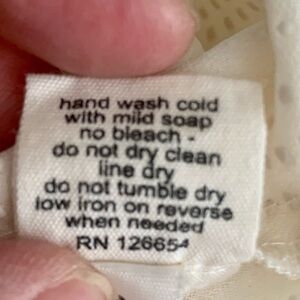 hand wash cold
with mild soap
no bleach -
do not dry clean
line dry
do not tumble dry
low iron on reverse
when needed
RN 126654